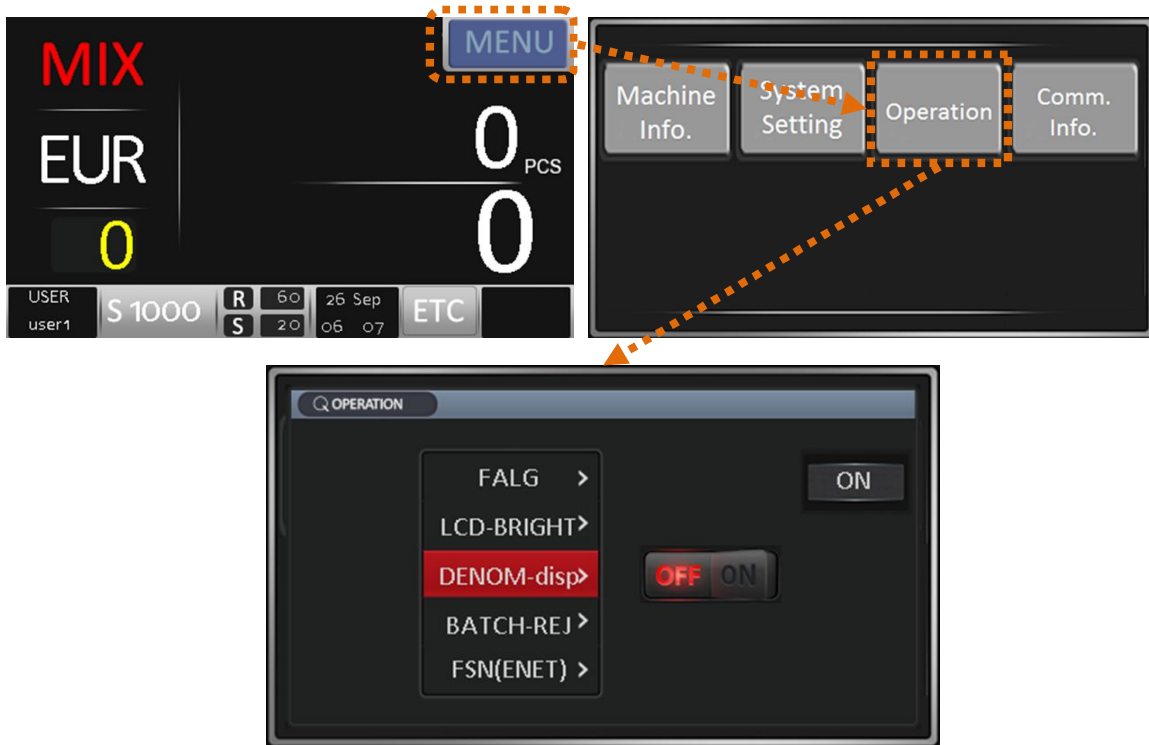 MIX
MENU
EUR
0 PCS
0
0
USER
user1
S 1000
R 60
S 20
26 Sep
06 07
ETC
Machine
Info.
System
Setting
Operation
Comm.
Info.
OPERATION
FALG >
LCD-BRIGHT>
DENOM-disp>
BATCH-REJ >
FSN(ENET) >
OFF ON
ON